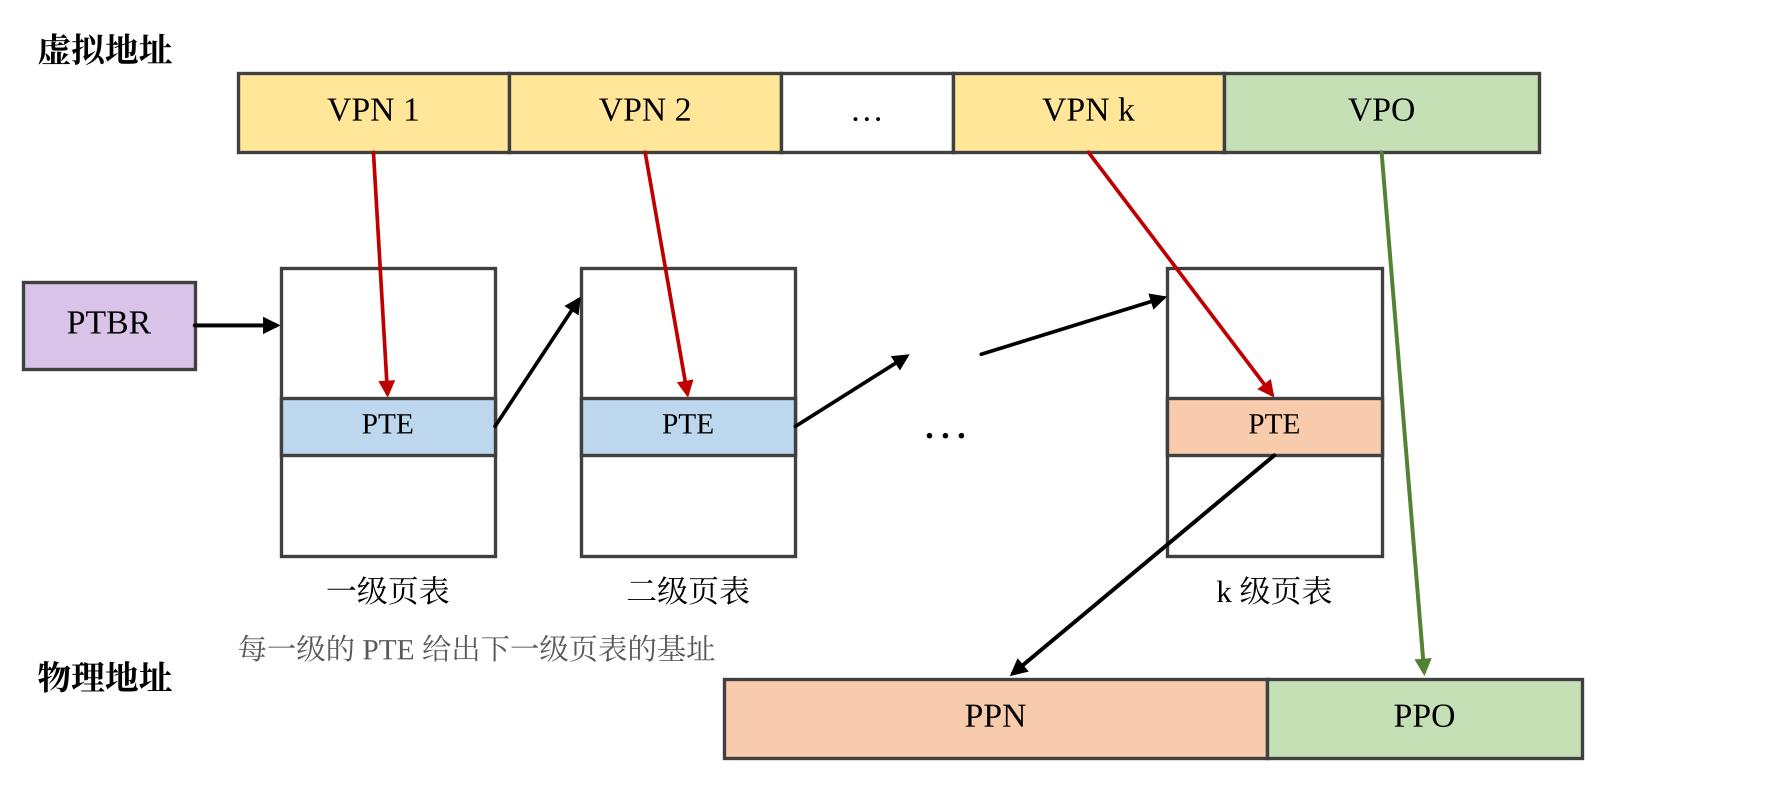 虚拟地址
VPN 1 VPN 2 … VPN k VPO
PTBR
PTE PTE … PTE
一级页表 二级页表 k 级页表
每一级的 PTE 给出下一级页表的基址
物理地址
PPN PPO